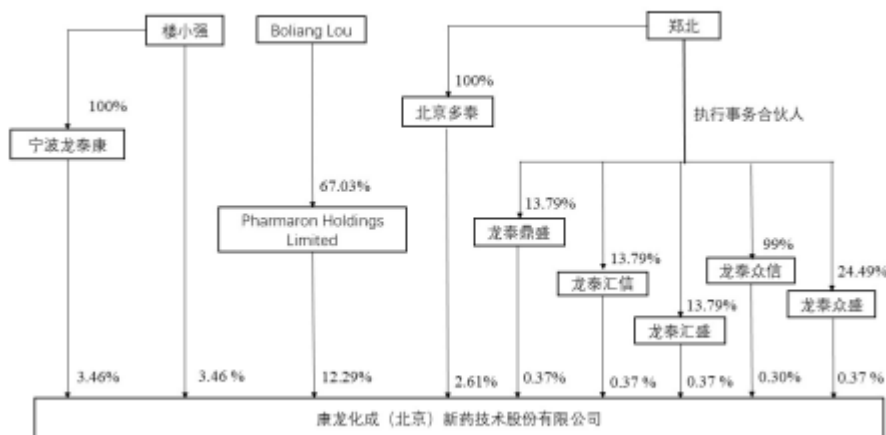 楼小强
Boliang Lou
郑北
100%
100%
宁波龙泰康
北京多泰
执行事务合伙人
67.03%
Pharmaron Holdings
Limited
13.79%
龙泰鼎盛
13.79%
龙泰汇信
13.79%
龙泰汇盛
99%
龙泰众信
24.49%
龙泰众盛
3.46%
3.46 %
12.29%
2.61%
0.37%
0.37 %
0.37 %
0.30%
0.37 %
康龙化成（北京）新药技术股份有限公司